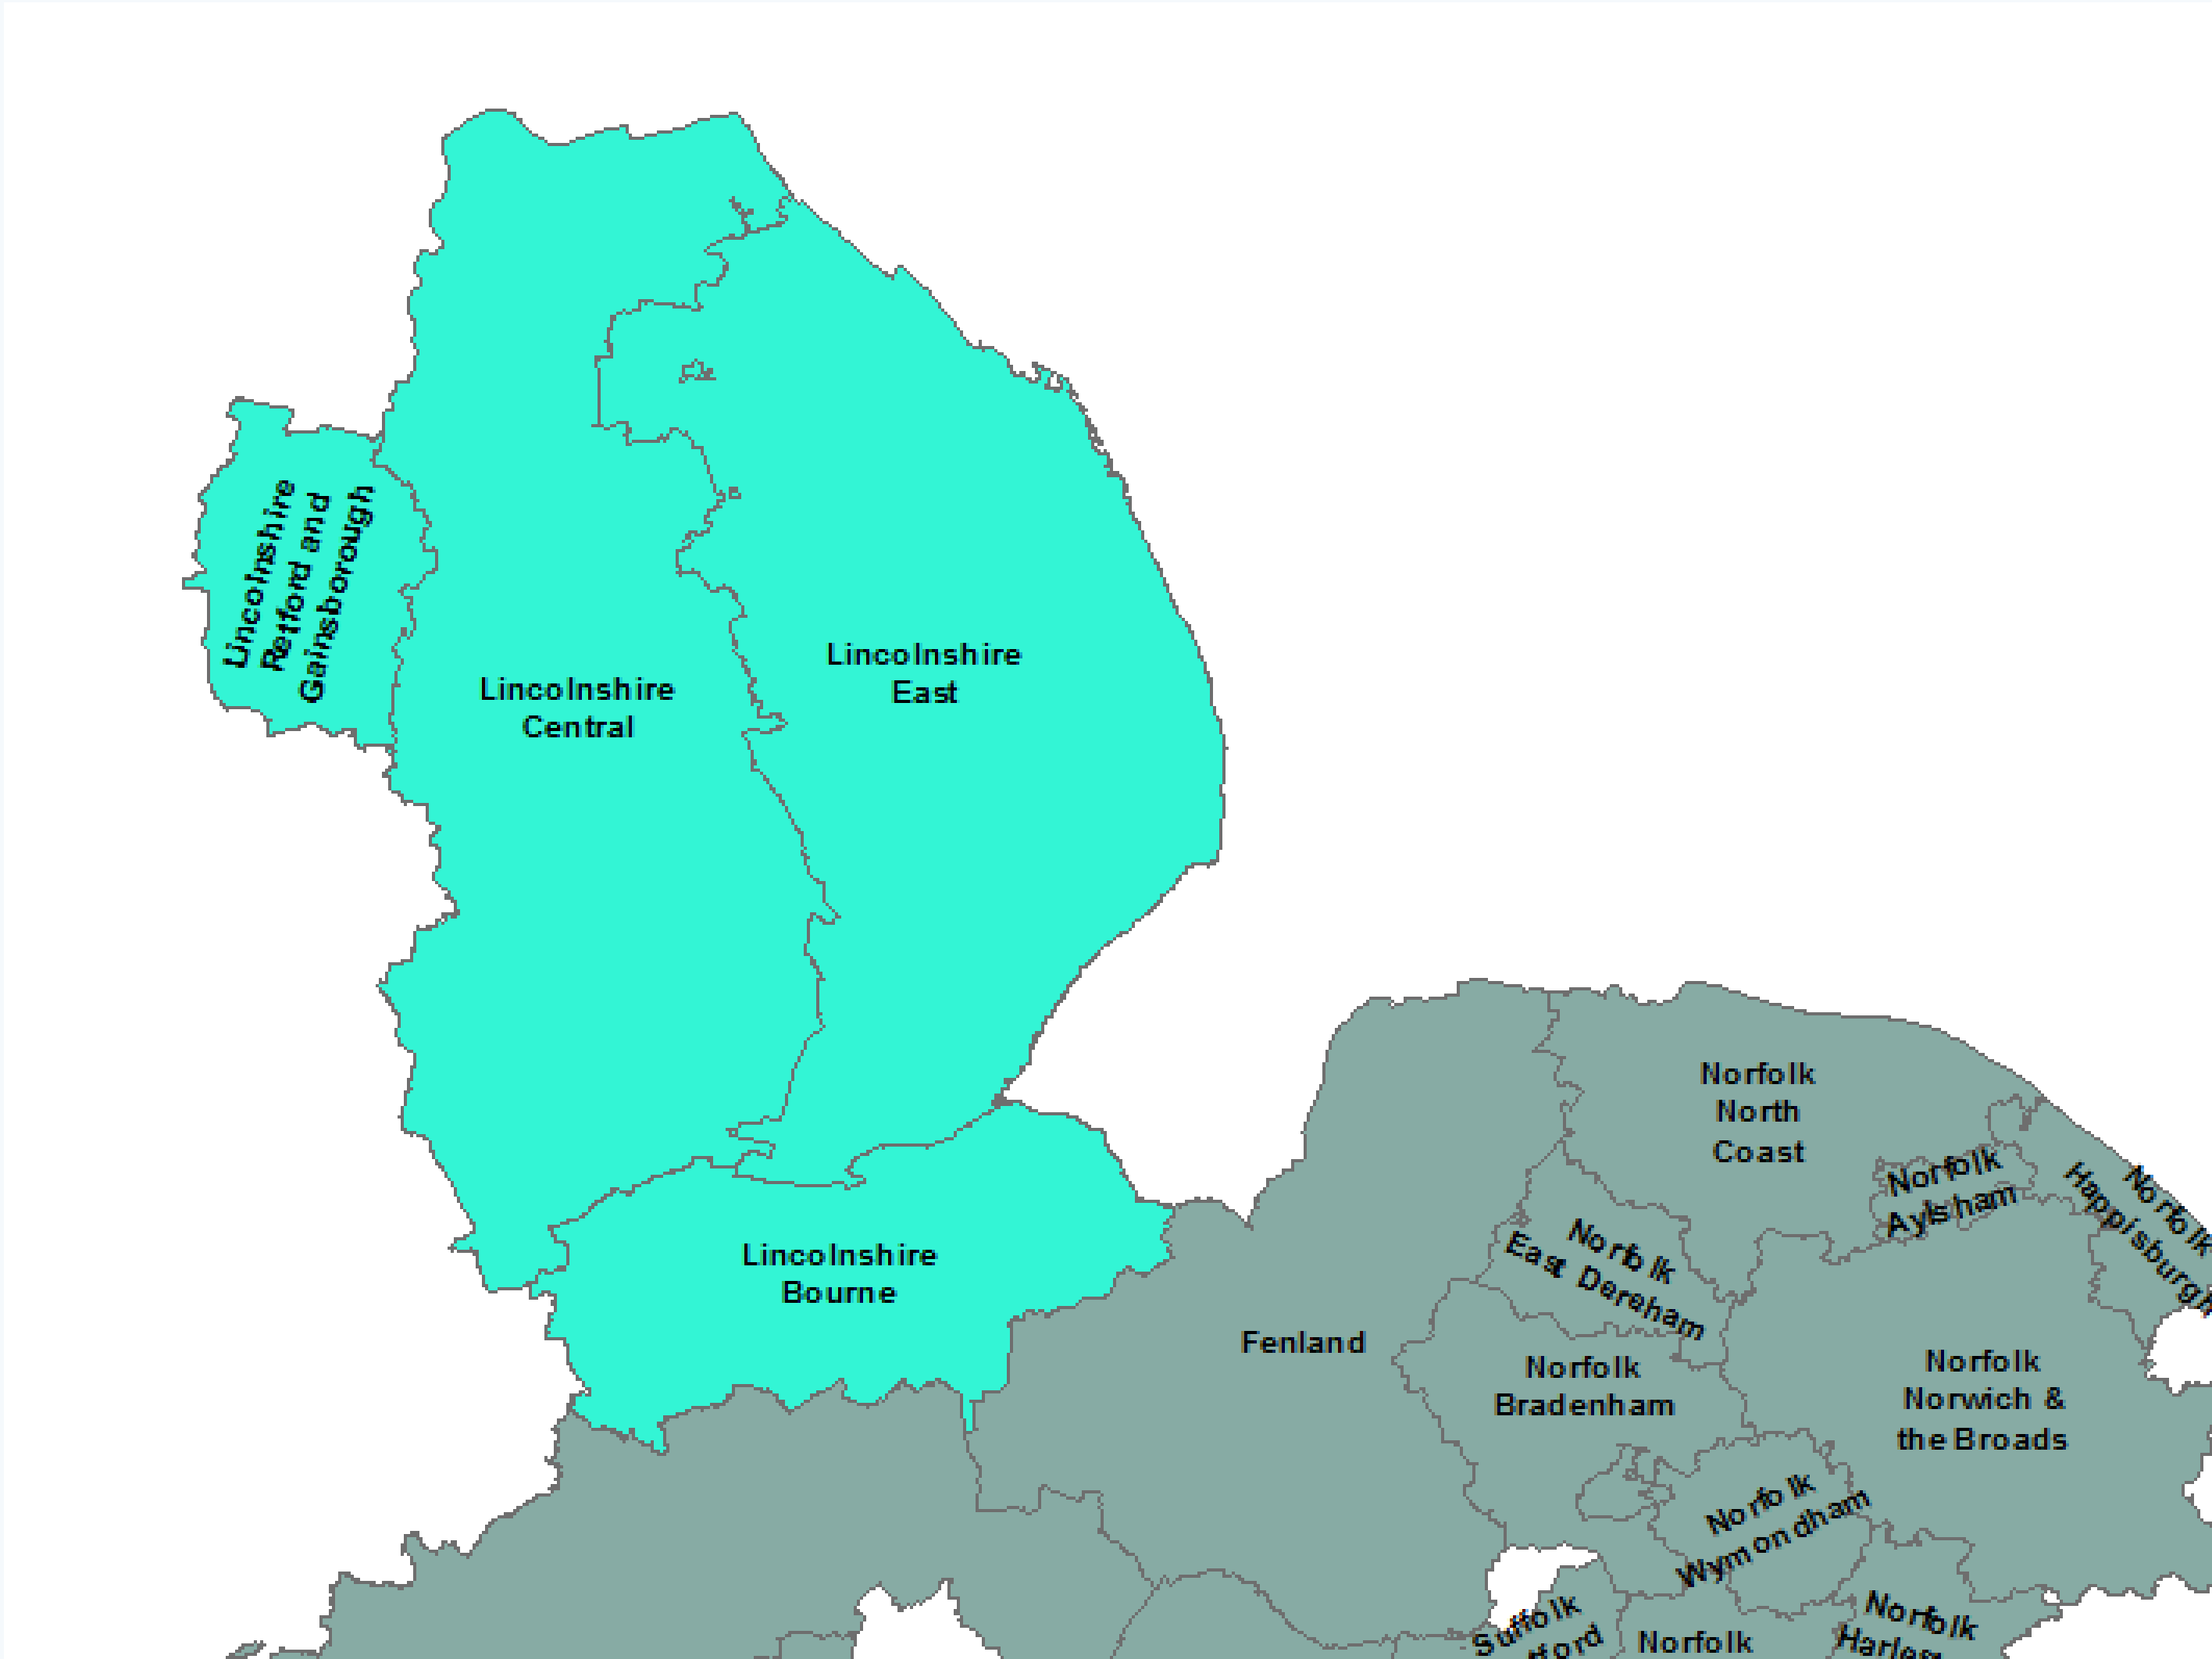 Lincolnshire
Retford and
Gainsborough
Lincolnshire
Central
Lincolnshire
East
Lincolnshire
Bourne
Fenland
Norfolk
North
Coast
Norfolk
Aylsham
Norfolk
Happisburgh
Norfolk
East Dereham
Norfolk
Bradenham
Norfolk
Norwich &
the Broads
Norfolk
Wymondham
Suffolk
Norfolk
Norfolk